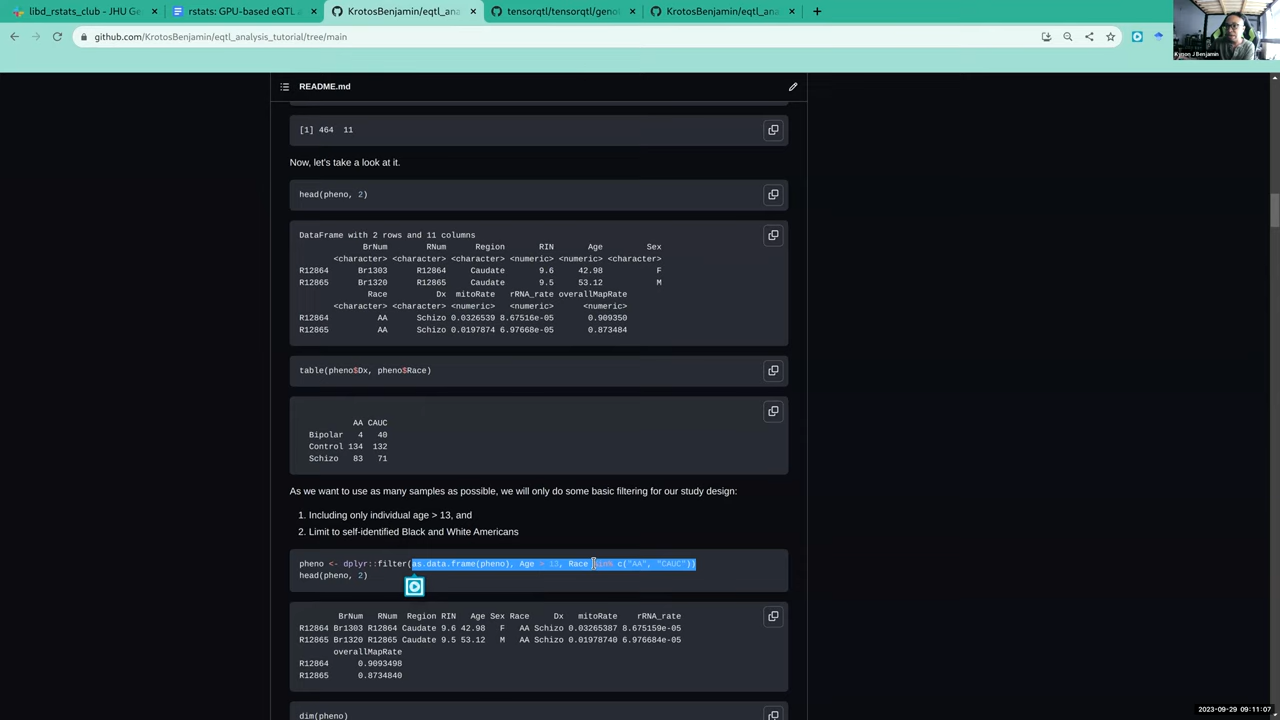 libd_rstats_club - JHU Ge
rstats: GPU-based eQTL
KrotosBenjamin/eqtl_ana
tensorqtl/tensorqtl/geno
KrotosBenjamin/eqtl_ana
github.com/KrotosBenjamin/eqtl_analysis_tutorial/tree/main
Kynon J Benjamin
README.md
[1] 464  11
Now, let's take a look at it.
head(pheno, 2)
DataFrame with 2 rows and 11 columns
BrNum RNum Region RIN Age Sex
<character> <character> <character> <numeric> <numeric> <character>
R12864 Br1303 R12864 Caudate 9.6 42.98 F
R12865 Br1320 R12865 Caudate 9.5 53.12 M
Race Dx mitoRate rRNA_rate overallMapRate
<character> <character> <numeric> <numeric> <numeric>
R12864 AA Schizo 0.0326539 8.67516e-05 0.909350
R12865 AA Schizo 0.0197874 6.97668e-05 0.873484
table(pheno$Dx, pheno$Race)
AA CAUC
Bipolar 4 40
Control 134 132
Schizo 83 71
As we want to use as many samples as possible, we will only do some basic filtering for our study design:
1. Including only individual age > 13, and
2. Limit to self-identified Black and White Americans
pheno <- dplyr::filter(as.data.frame(pheno), Age > 13, Race %in% c("AA", "CAUC"))
head(pheno, 2)
BrNum RNum Region RIN Age Sex Race Dx mitoRate rRNA_rate
R12864 Br1303 R12864 Caudate 9.6 42.98 F AA Schizo 0.03265387 8.675159e-05
R12865 Br1320 R12865 Caudate 9.5 53.12 M AA Schizo 0.01978740 6.976684e-05
overallMapRate
R12864 0.9093498
R12865 0.8734840
dim(pheno)
2023-09-29 09:11:07